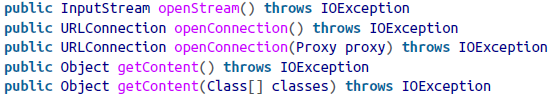 public InputStream openStream() throws IOException
public URLConnection openConnection() throws IOException
public URLConnection openConnection(Proxy proxy) throws IOException
public Object getContent() throws IOException
public Object getContent(Class[] classes) throws IOException